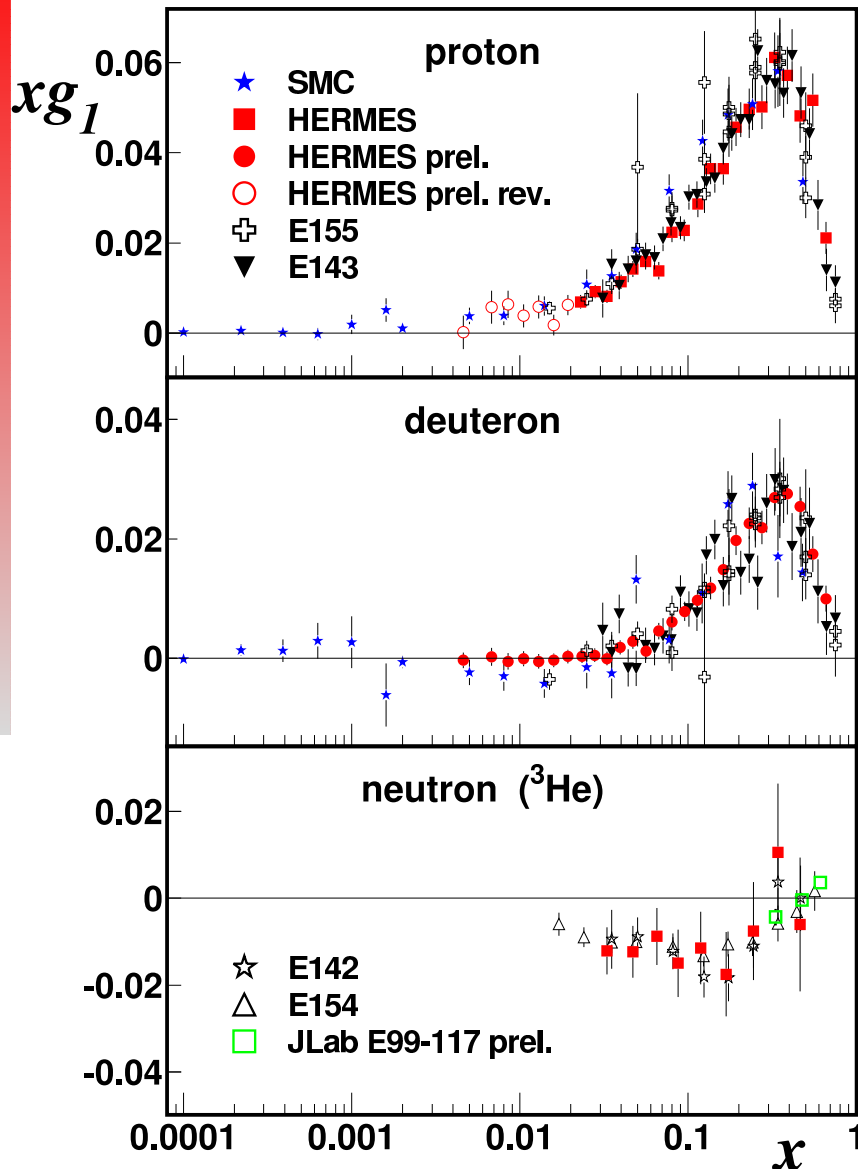 xg1
0.06
0.04
0.02
0
proton
SMC
HERMES
HERMES prel.
HERMES prel. rev.
E155
E143
0.04
0.02
0
deuteron
0.02
0
-0.02
-0.04
neutron (³He)
E142
E154
JLab E99-117 prel.
0.0001 0.001 0.01 0.1 1
x